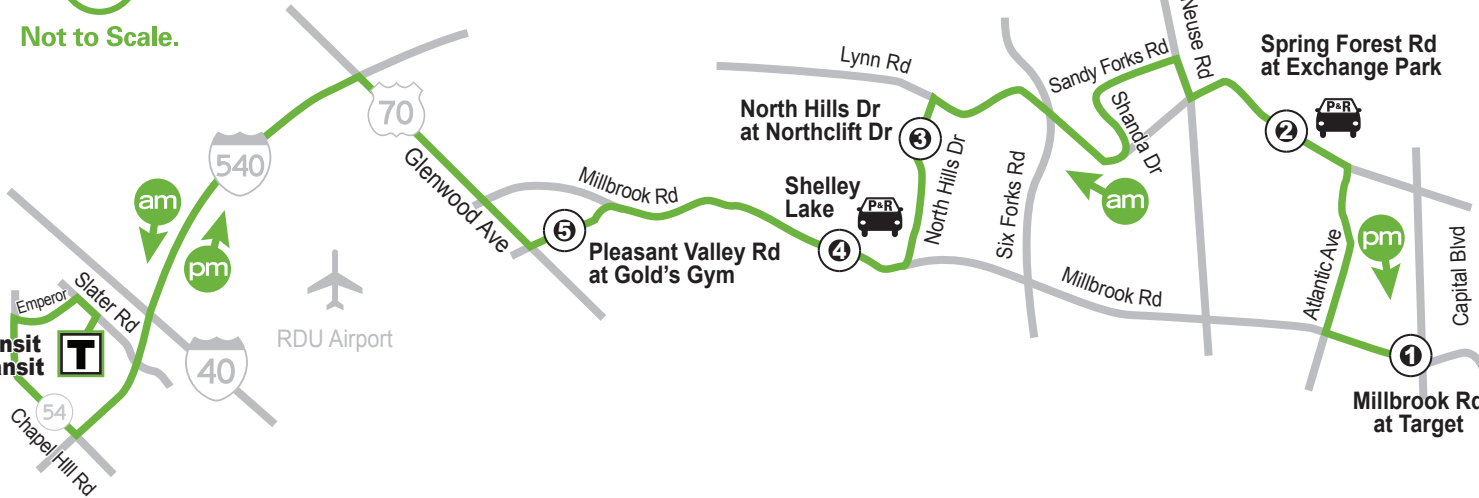 Not to Scale.
70
540
Glenwood Ave
am
pm
Emperor
Slater Rd
T
40
RDU Airport
54
Chapel Hill Rd
Millbrook Rd
5
Pleasant Valley Rd
at Gold's Gym
Shelley
Lake
P&R
4
Lynn Rd
North Hills Dr
at Northclift Dr
3
North Hills Dr
Six Forks Rd
Sandy Forks Rd
Shanda Dr
Neuse Rd
am
Millbrook Rd
Spring Forest Rd
at Exchange Park
P&R
2
Atlantic Ave
pm
Capital Blvd
1
Millbrook Rd
at Target